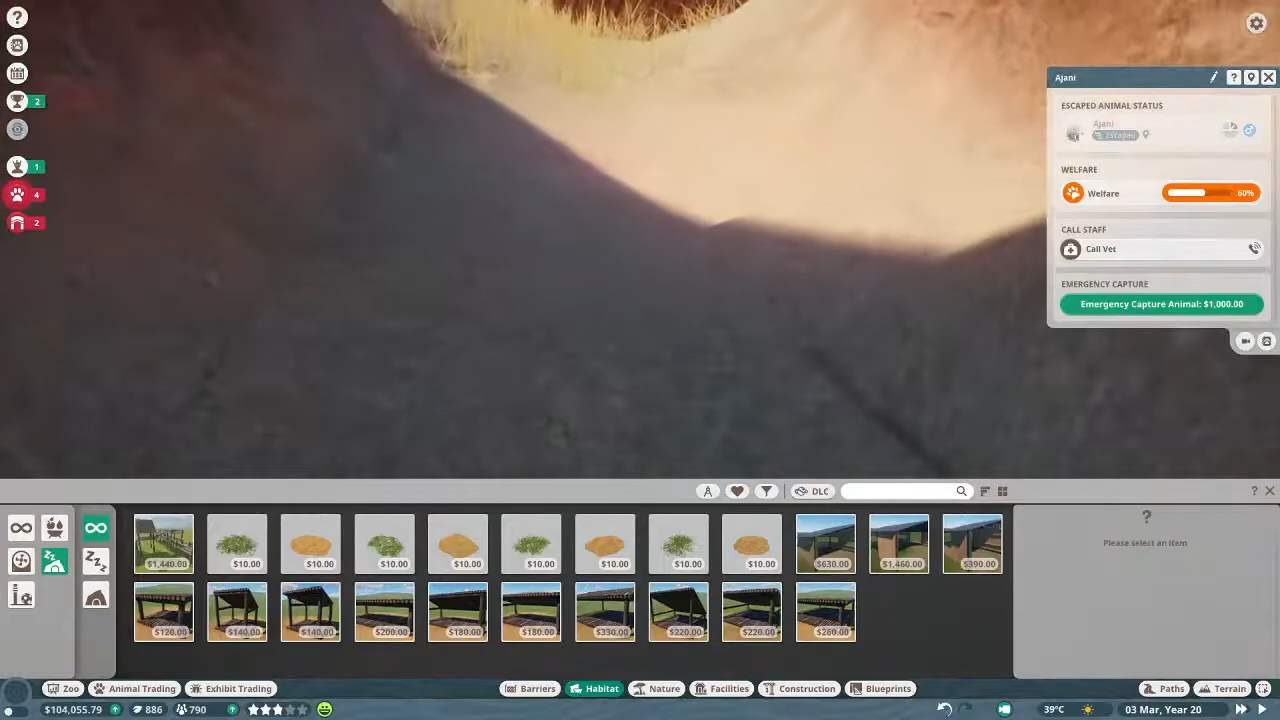 ?
2
1
4
2
Ajani
?
ESCAPED ANIMAL STATUS
Ajani
Escaped
WELFARE
Welfare
60%
CALL STAFF
Call Vet
EMERGENCY CAPTURE
Emergency Capture Animal: $1,000.00
DLC
?
$1,440.00 $10.00 $10.00 $10.00 $10.00 $10.00 $10.00 $10.00 $10.00 $630.00 $1,460.00 $390.00
$120.00 $140.00 $140.00 $200.00 $180.00 $180.00 $330.00 $220.00 $220.00 $260.00
?
Please select an item
Zoo Animal Trading Exhibit Trading Barriers Habitat Nature Facilities Construction Blueprints Paths Terrain
$104,055.79 886 790 39°C 03 Mar, Year 20